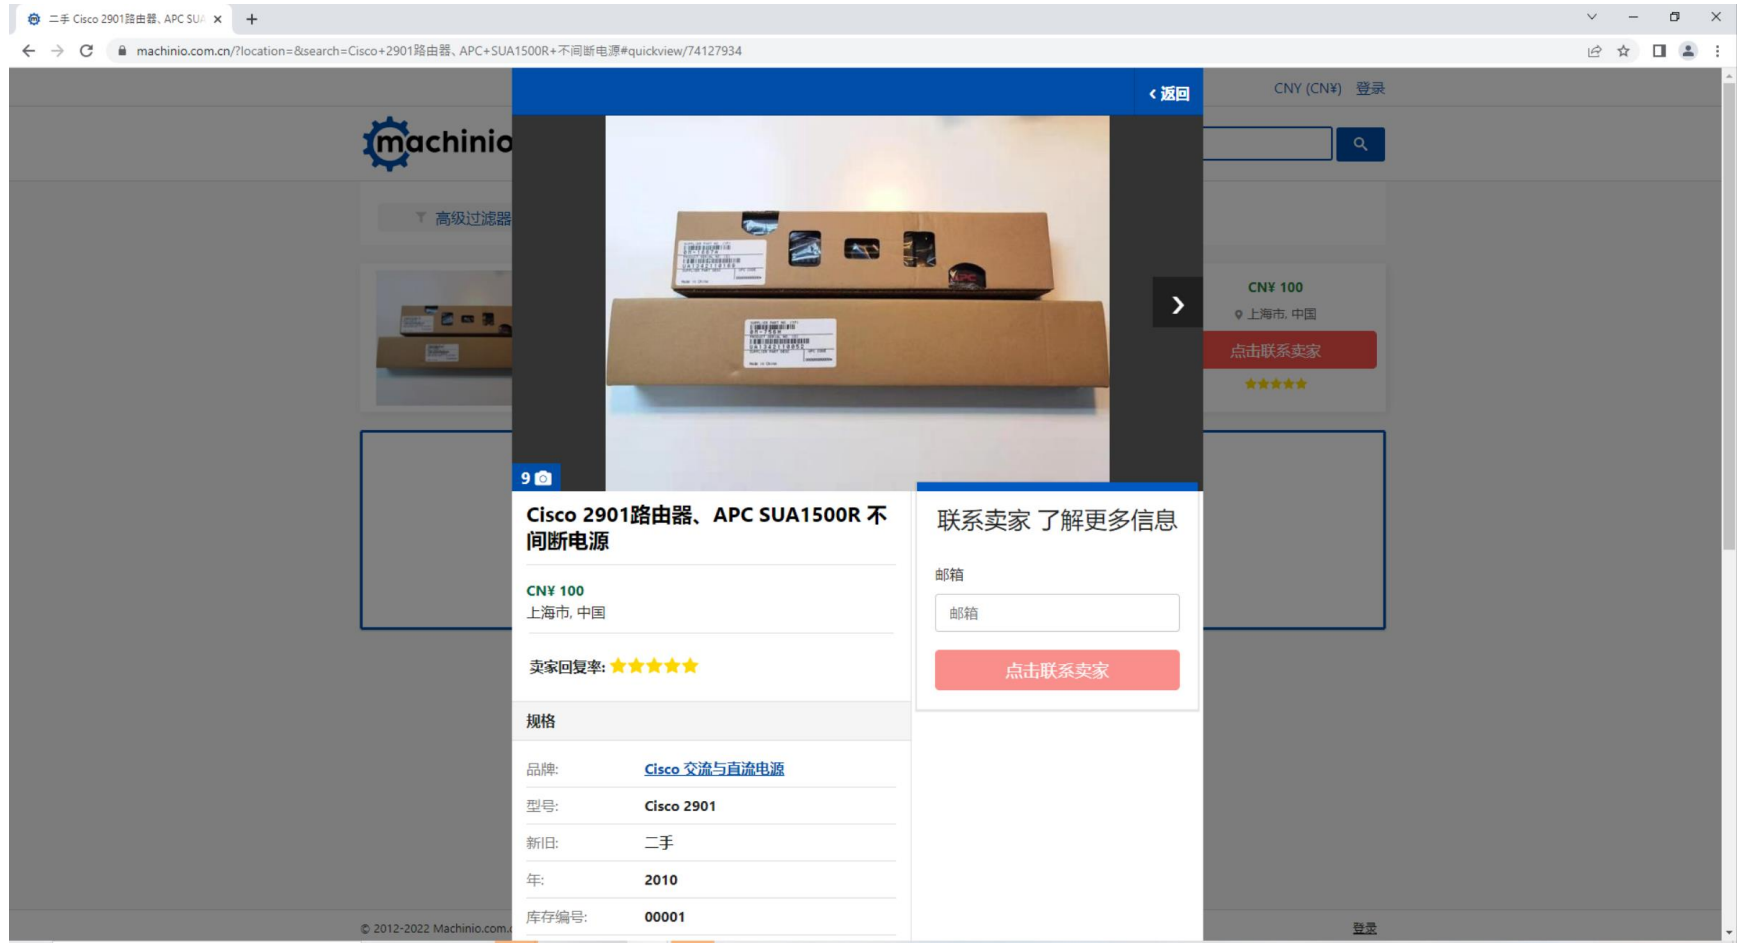 二手 Cisco 2901路由器、APC SU
machinio.com.cn/?location=&search=Cisco+2901路由器、APC+SUA1500R+不间断电源#quickview/74127934
CNY (CN¥) 登录
返回
machinio
高级过滤器
CN¥ 100
上海市, 中国
点击联系卖家
9
Cisco 2901路由器、APC SUA1500R 不
间断电源
CN¥ 100
上海市, 中国
卖家回复率:
规格
品牌: Cisco 交流与直流电源
型号: Cisco 2901
新旧: 二手
年: 2010
库存编号: 00001
联系卖家 了解更多信息
邮箱
邮箱
点击联系卖家
© 2012-2022 Machinio.com.
登录